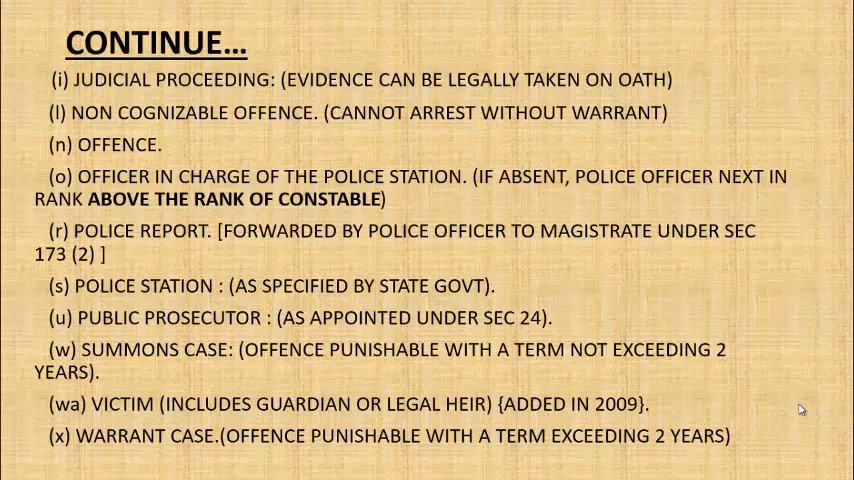 CONTINUE...
(i) JUDICIAL PROCEEDING: (EVIDENCE CAN BE LEGALLY TAKEN ON OATH)
(l) NON COGNIZABLE OFFENCE. (CANNOT ARREST WITHOUT WARRANT)
(n) OFFENCE.
(o) OFFICER IN CHARGE OF THE POLICE STATION. (IF ABSENT, POLICE OFFICER NEXT IN
RANK ABOVE THE RANK OF CONSTABLE)
(r) POLICE REPORT. [FORWARDED BY POLICE OFFICER TO MAGISTRATE UNDER SEC
173 (2) ]
(s) POLICE STATION : (AS SPECIFIED BY STATE GOVT).
(u) PUBLIC PROSECUTOR : (AS APPOINTED UNDER SEC 24).
(w) SUMMONS CASE: (OFFENCE PUNISHABLE WITH A TERM NOT EXCEEDING 2
YEARS).
(wa) VICTIM (INCLUDES GUARDIAN OR LEGAL HEIR) {ADDED IN 2009}.
(x) WARRANT CASE.(OFFENCE PUNISHABLE WITH A TERM EXCEEDING 2 YEARS)